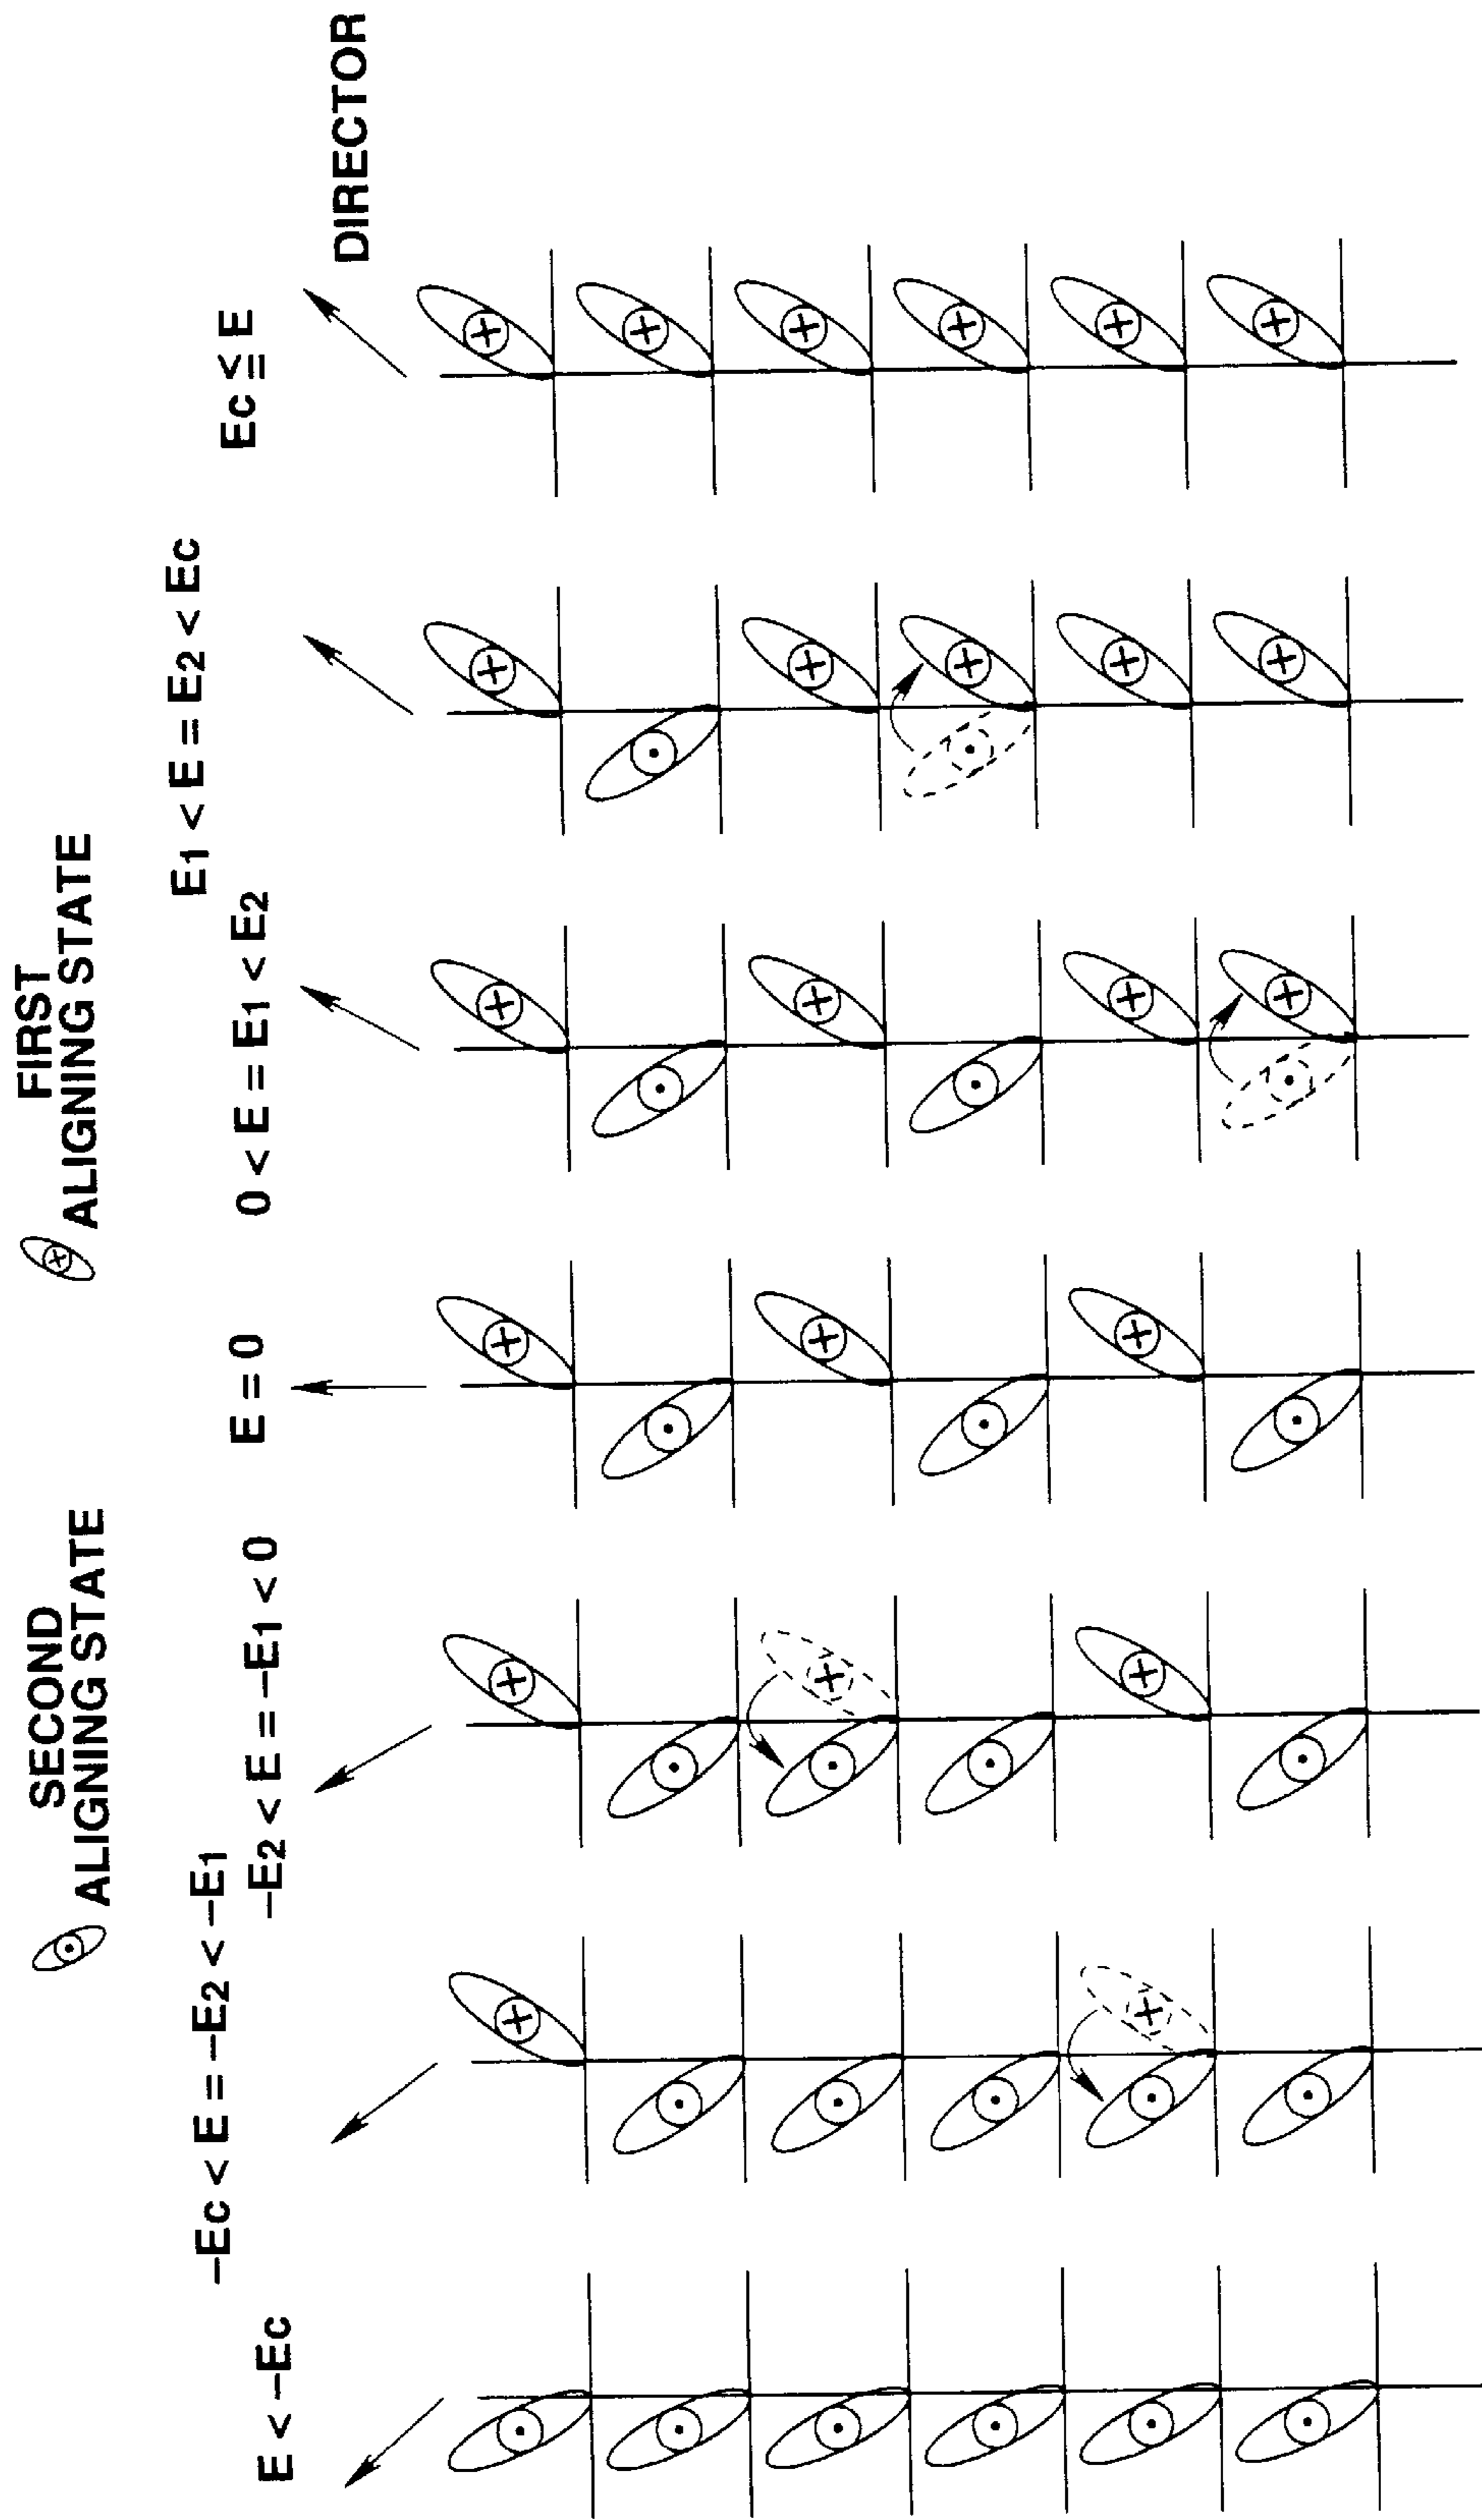 SECOND
ALIGNING STATE
FIRST
ALIGNING STATE
E < -EC
-EC < E = -E2 < -E1
-E2 < E = -E1 < 0
E = 0
0 < E = E1 < E2
E1 < E = E2 < EC
EC ≦ E
DIRECTOR